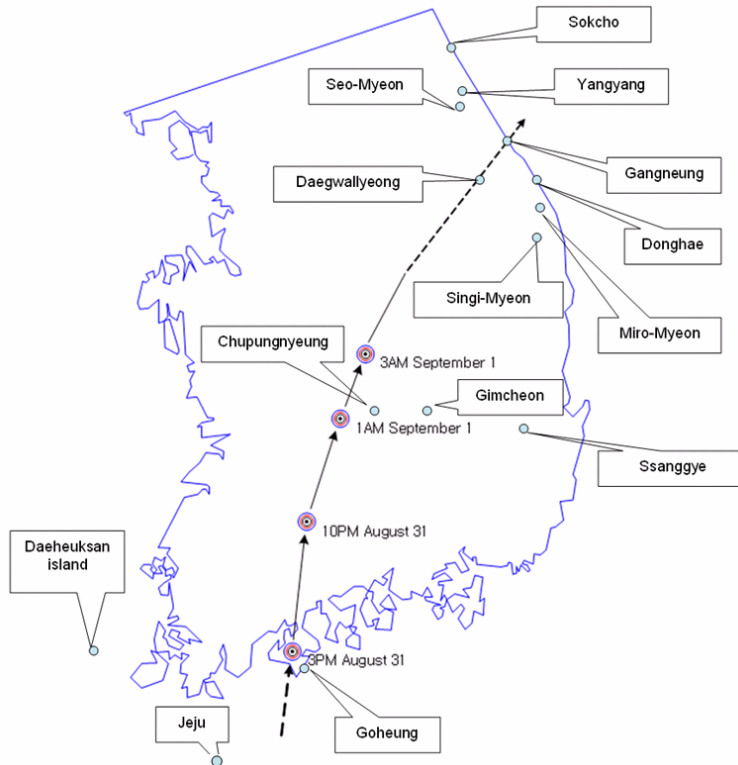 Sokcho
Seo-Myeon
Yangyang
Daegwallyeong
Gangneung
Donghae
Singi-Myeon
Miro-Myeon
Chupungnyeung
3AM September 1
Gimcheon
1AM September 1
Ssanggye
10PM August 31
Daeheuksan
island
3PM August 31
Jeju
Goheung